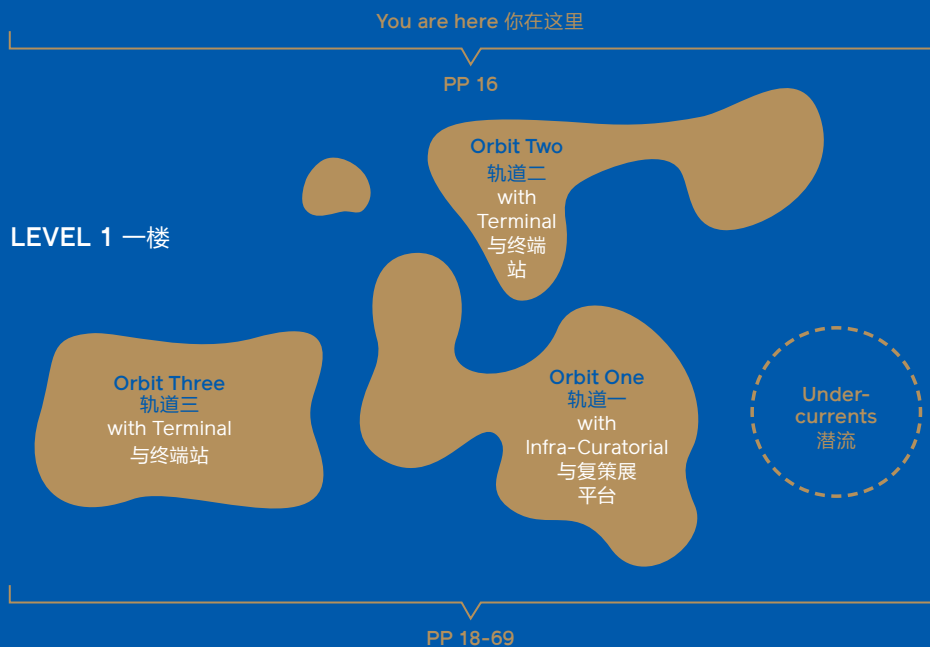 You are here 你在这里
PP 16
Orbit Two
轨道二
with
Terminal
与终端
站
LEVEL 1 一楼
Orbit Three
轨道三
with Terminal
与终端站
Orbit One
轨道一
with
Infra-Curatorial
与复策展
平台
Under-
currents
潜流
PP 18-69